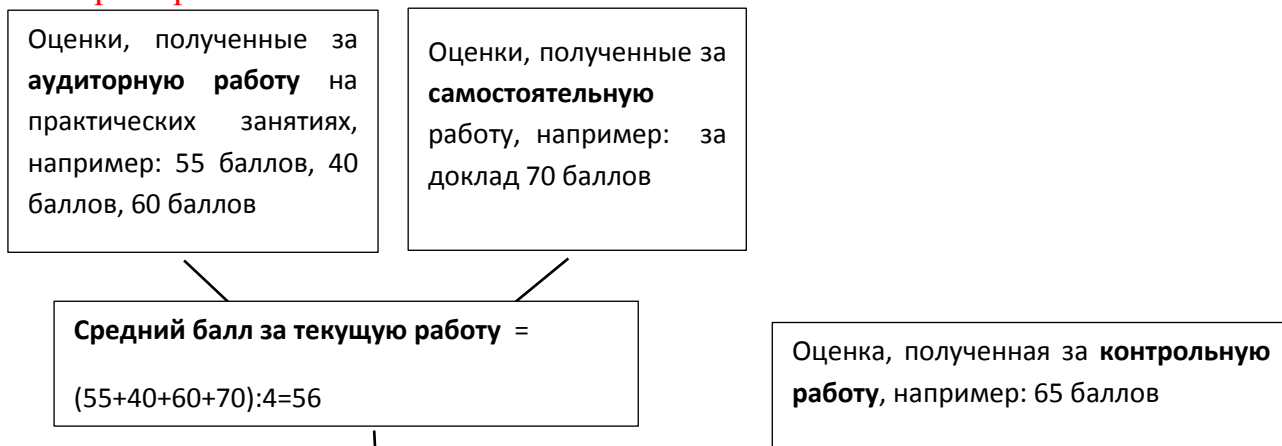 Оценки, полученные за
аудиторную работу на
практических занятиях,
например: 55 баллов, 40
баллов, 60 баллов
Оценки, полученные за
самостоятельную
работу, например: за
доклад 70 баллов
Средний балл за текущую работу =
(55+40+60+70):4=56
Оценка, полученная за контрольную
работу, например: 65 баллов